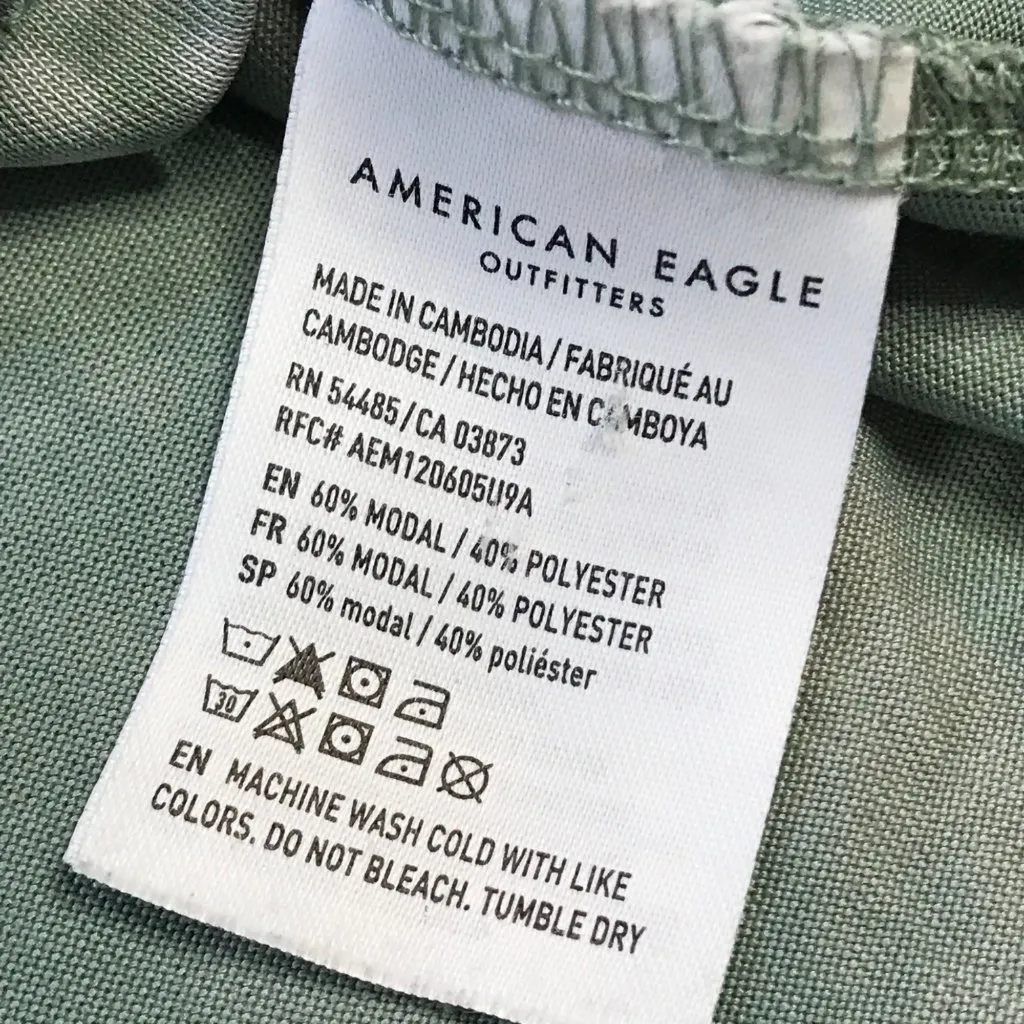 AMERICAN EAGLE
OUTFITTERS
MADE IN CAMBODIA / FABRIQUÉ AU
CAMBODGE / HECHO EN CAMBOYA
RN 54485 / CA 03873
RFC# AEM120605U9A
EN 60% MODAL / 40% POLYESTER
FR 60% MODAL / 40% POLYESTER
SP 60% modal / 40% poliéster
30
EN MACHINE WASH COLD WITH LIKE
COLORS. DO NOT BLEACH. TUMBLE DRY